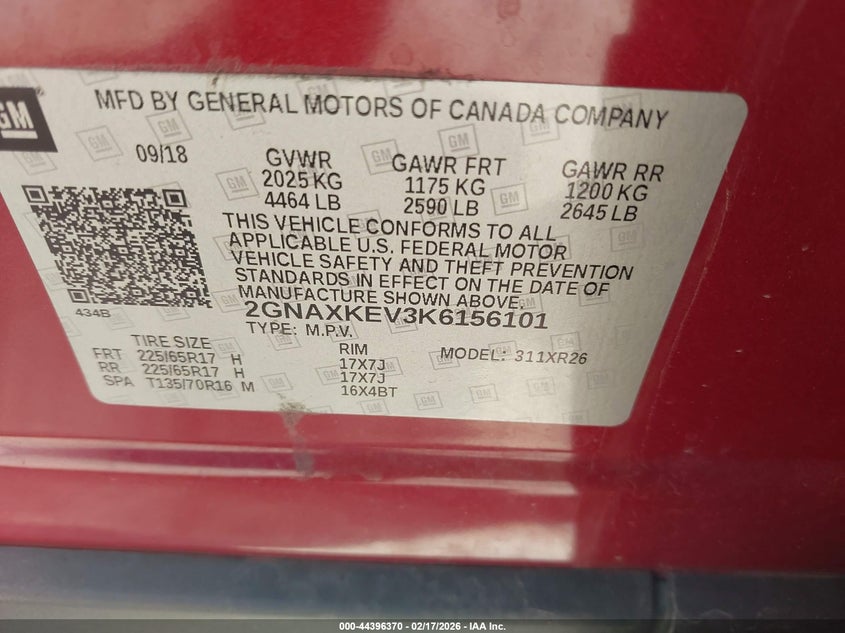 GM
MFD BY GENERAL MOTORS OF CANADA COMPANY
09/18 GVWR GAWR FRT GAWR RR
2025 KG 1175 KG 1200 KG
4464 LB 2590 LB 2645 LB
THIS VEHICLE CONFORMS TO ALL
APPLICABLE U.S. FEDERAL MOTOR
VEHICLE SAFETY AND THEFT PREVENTION
STANDARDS IN EFFECT ON THE DATE OF
MANUFACTURE SHOWN ABOVE.
434B
2GNAXKEV3K6156101
TYPE: M.P.V. MODEL: 311XR26
TIRE SIZE RIM
FRT 225/65R17 H 17X7J
RR 225/65R17 H 17X7J
SPA T135/70R16 M 16X4BT
000-44396370 - 02/17/2026 - IAA Inc.